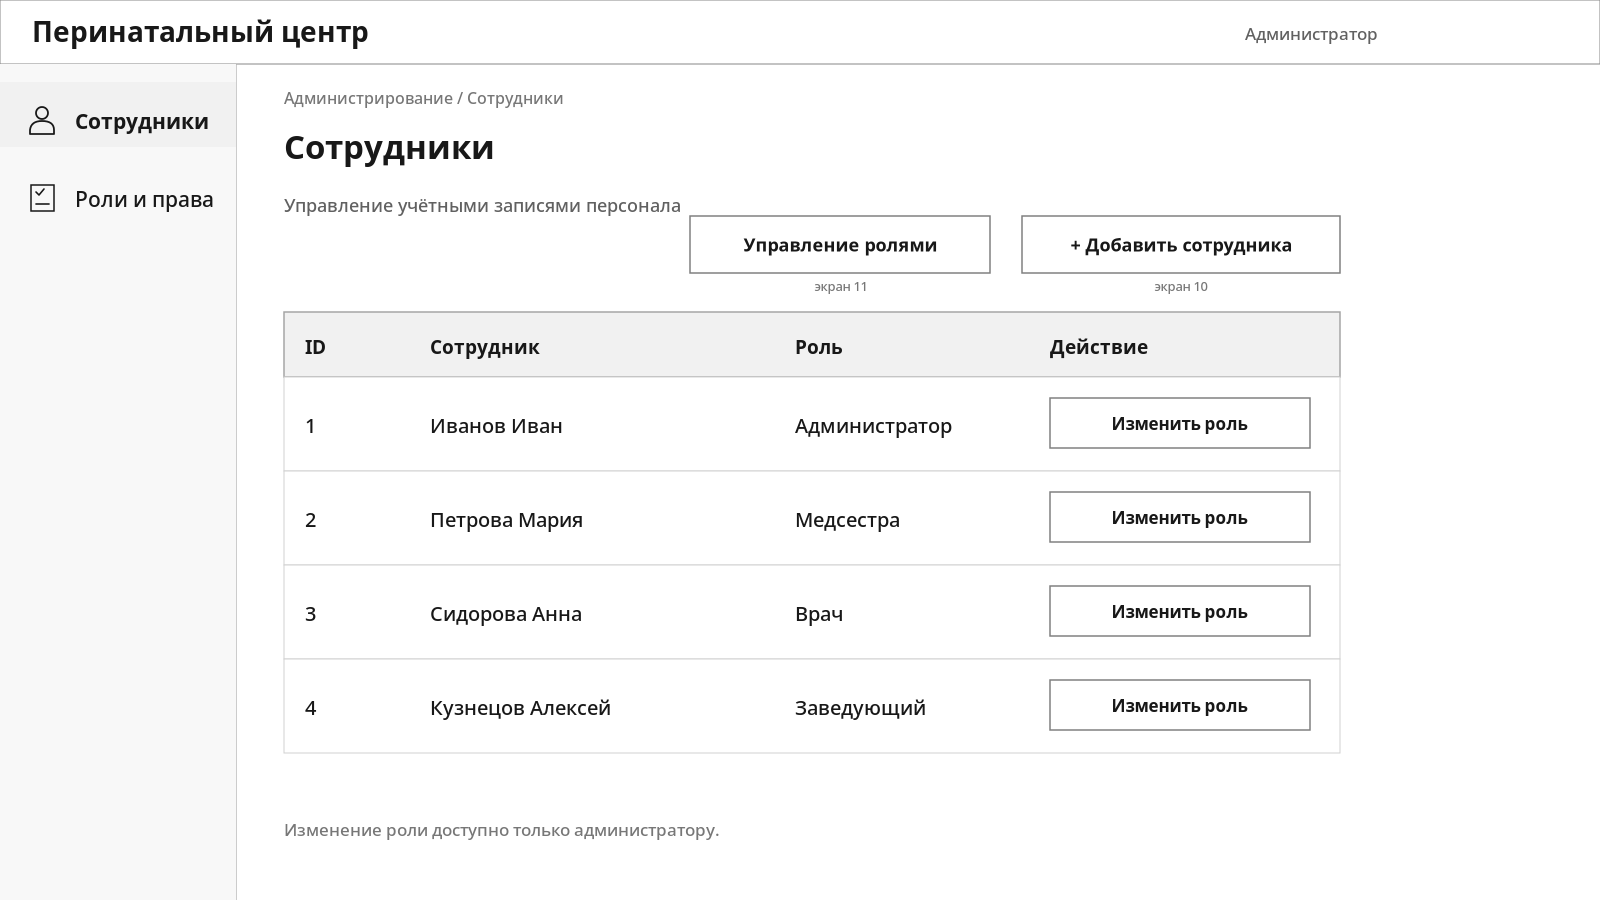 Перинатальный центр
Администратор
Сотрудники
Роли и права
Администрирование / Сотрудники
Сотрудники
Управление учётными записями персонала
Управление ролями
+ Добавить сотрудника
экран 11
экран 10
ID Сотрудник Роль Действие
1 Иванов Иван Администратор Изменить роль
2 Петрова Мария Медсестра Изменить роль
3 Сидорова Анна Врач Изменить роль
4 Кузнецов Алексей Заведующий Изменить роль
Изменение роли доступно только администратору.